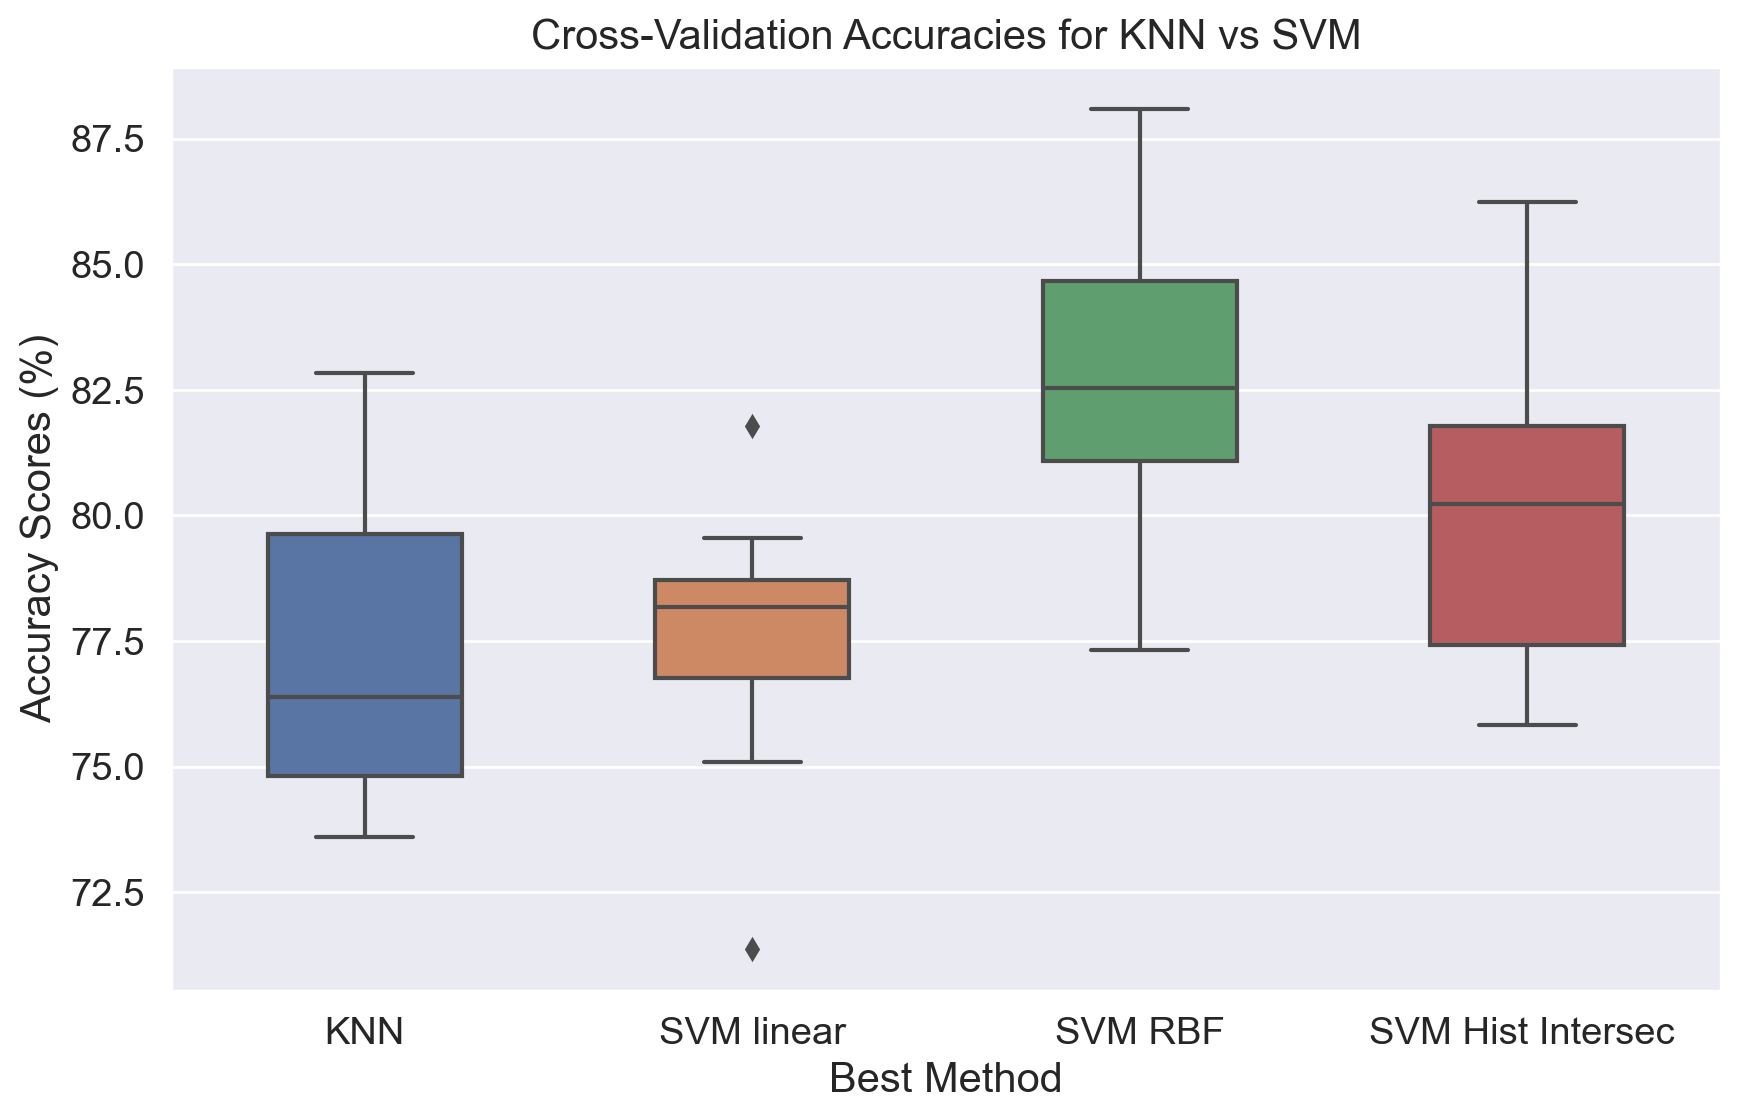 Cross-Validation Accuracies for KNN vs SVM
Accuracy Scores (%)
87.5
85.0
82.5
80.0
77.5
75.0
72.5
KNN
SVM linear
SVM RBF
SVM Hist Intersec
Best Method